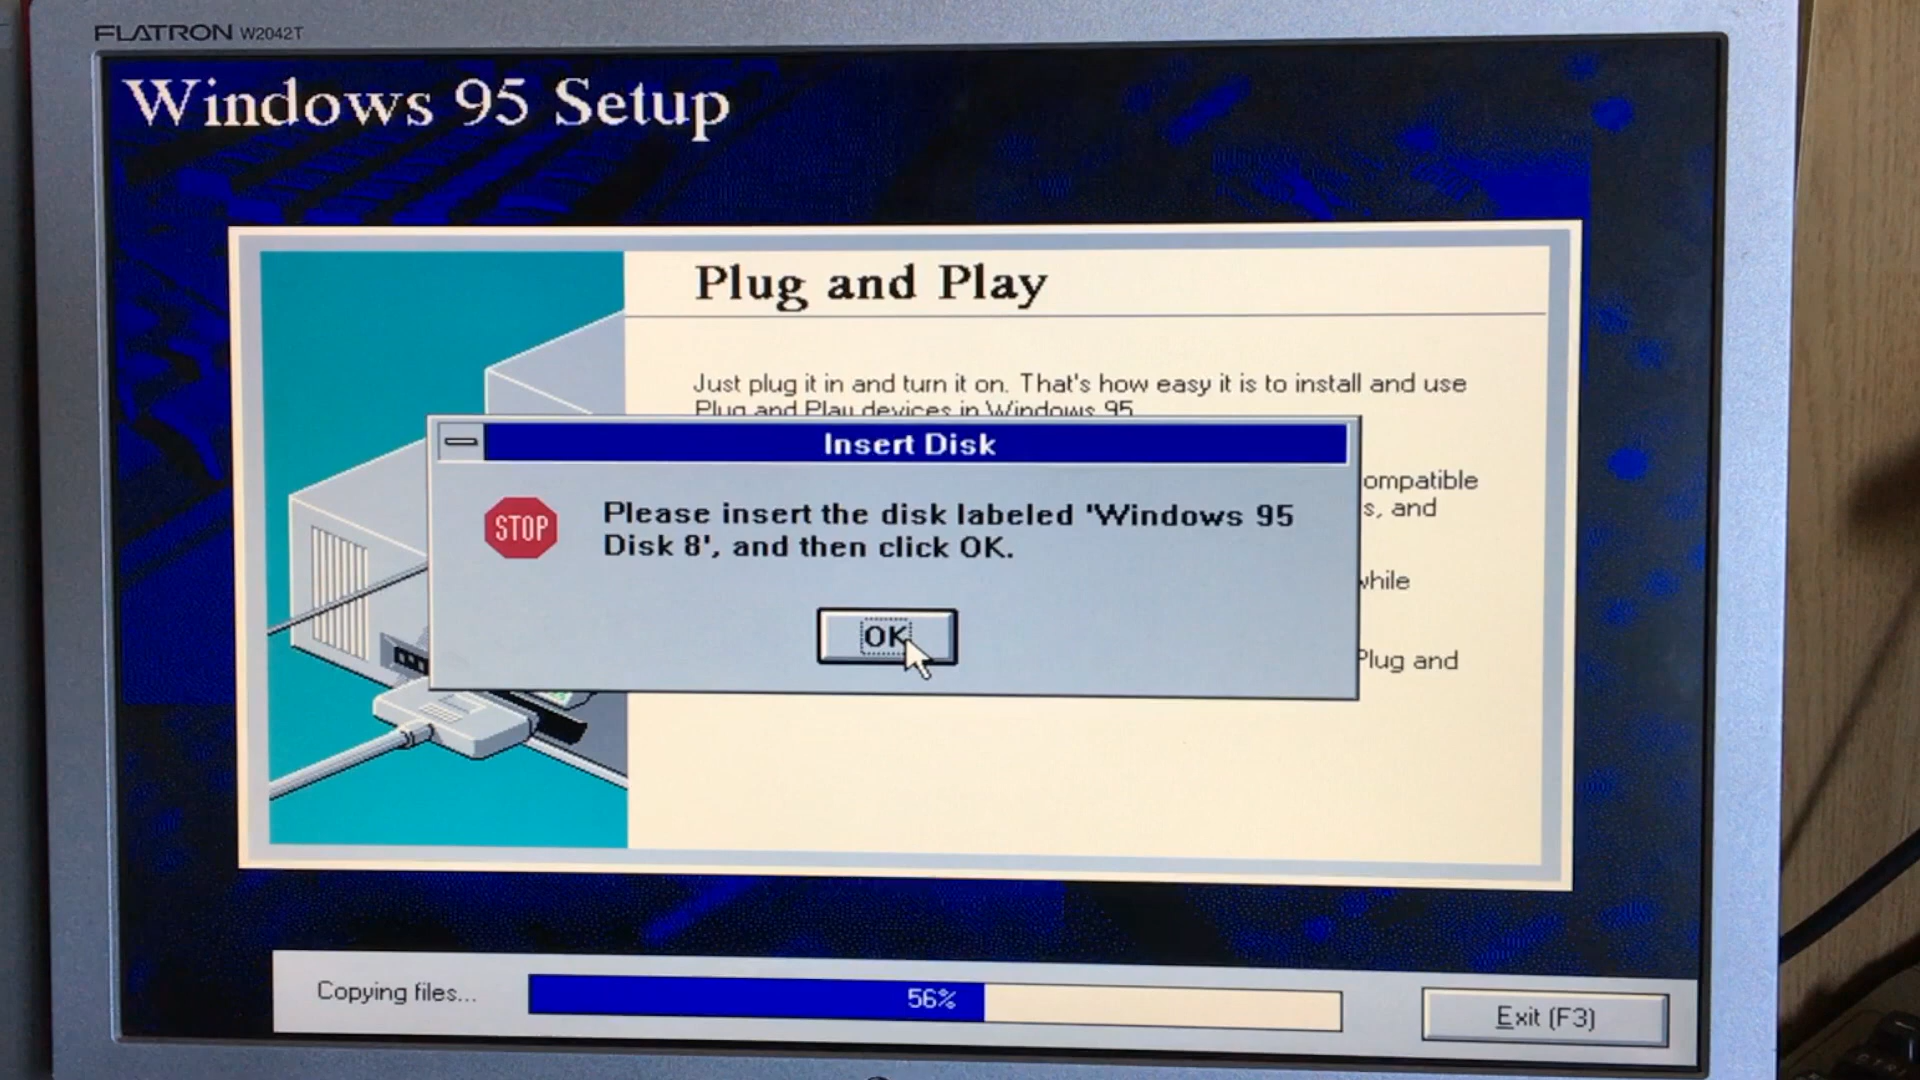 FLATRON W2042T
Windows 95 Setup
Plug and Play
Just plug it in and turn it on. That's how easy it is to install and use
Plug and Play devices in Windows 95
Insert Disk
ompatible
s, and
STOP
Please insert the disk labeled 'Windows 95
Disk 8', and then click OK.
while
OK
Plug and
Copying files...
56%
Exit (F3)